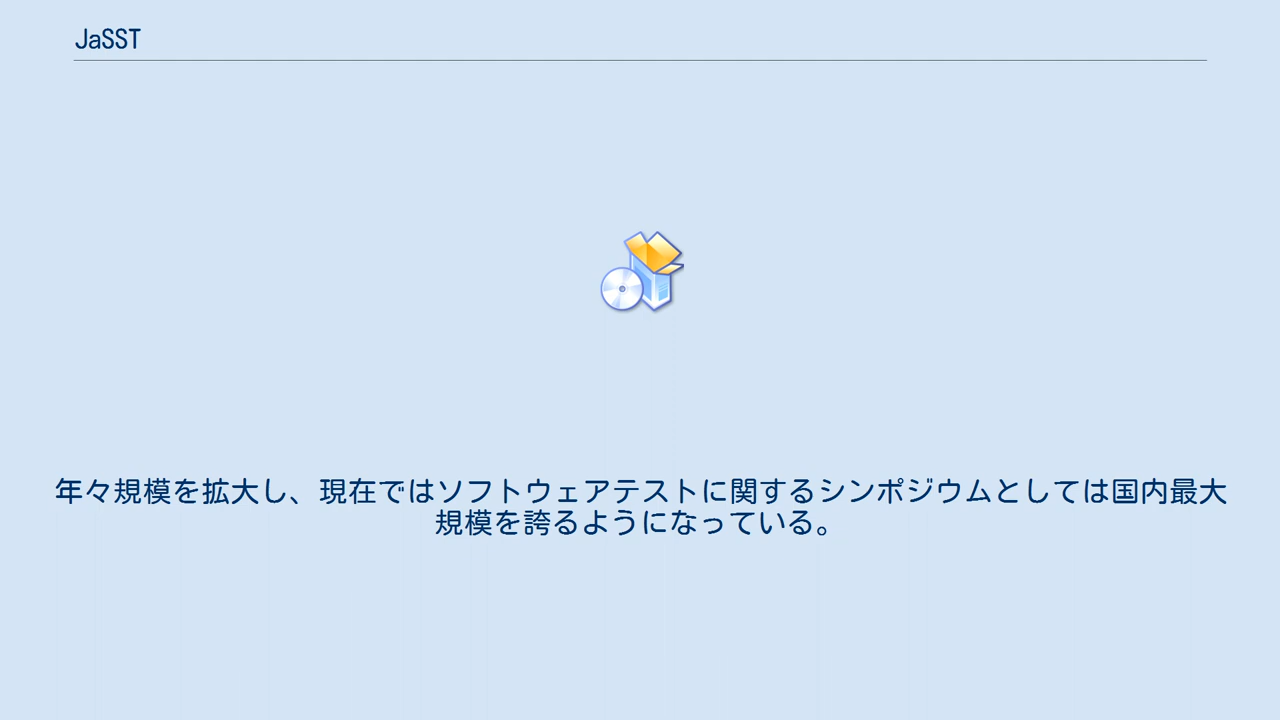 JaSST
年々規模を拡大し、現在ではソフトウェアテストに関するシンポジウムとしては国内最大
規模を誇るようになっている。